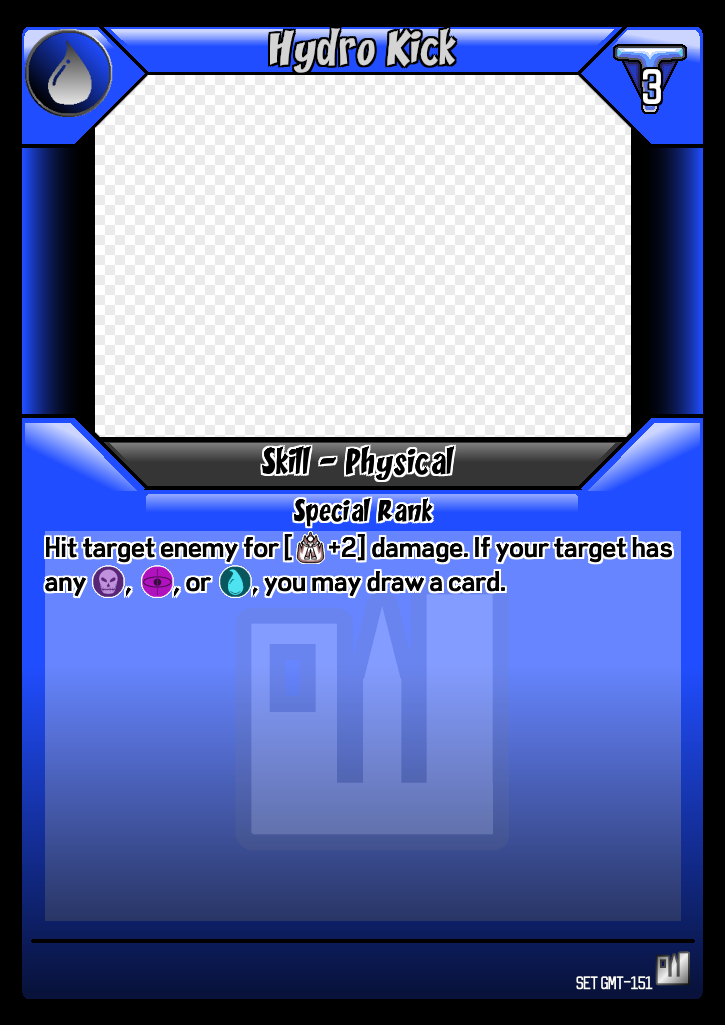 Hydro Kick
3
Skill - Physical
Special Rank
Hit target enemy for [ +2] damage. If your target has
any , , or , you may draw a card.
SET GMT-151